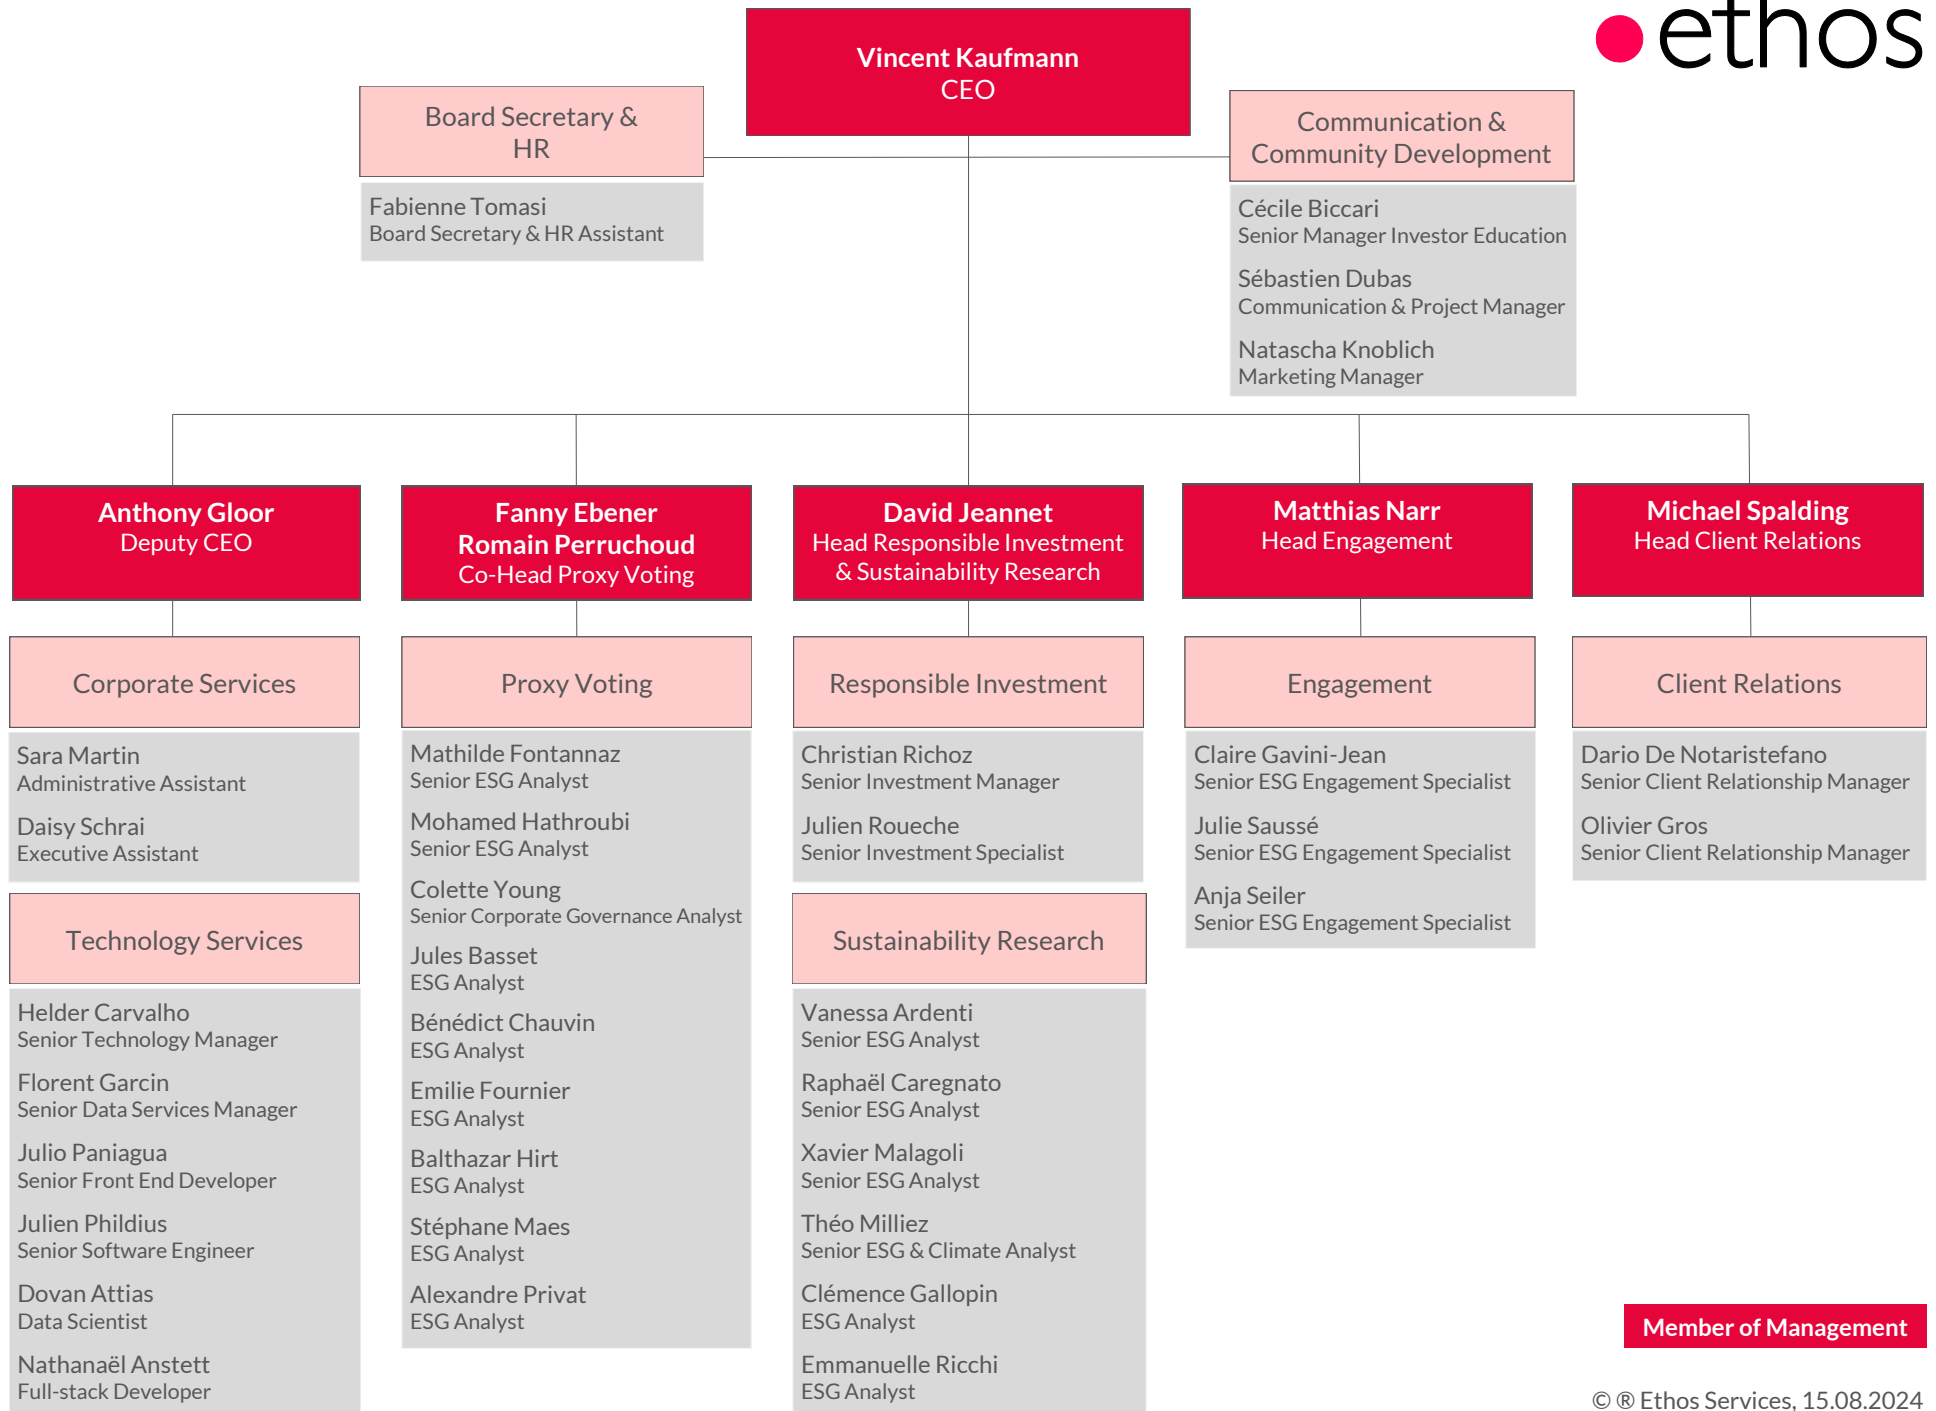 ethos
Vincent Kaufmann
CEO
Board Secretary &
HR
Fabienne Tomasi
Board Secretary & HR Assistant
Communication &
Community Development
Cécile Biccari
Senior Manager Investor Education
Sébastien Dubas
Communication & Project Manager
Natascha Knoblich
Marketing Manager
Anthony Gloor
Deputy CEO
Corporate Services
Sara Martin
Administrative Assistant
Daisy Schrai
Executive Assistant
Technology Services
Helder Carvalho
Senior Technology Manager
Florent Garcin
Senior Data Services Manager
Julio Paniagua
Senior Front End Developer
Julien Phildius
Senior Software Engineer
Dovan Attias
Data Scientist
Nathanaël Anstett
Full-stack Developer
Fanny Ebener
Romain Perruchoud
Co-Head Proxy Voting
Proxy Voting
Mathilde Fontannaz
Senior ESG Analyst
Mohamed Hathroubi
Senior ESG Analyst
Colette Young
Senior Corporate Governance Analyst
Jules Basset
ESG Analyst
Bénédict Chauvin
ESG Analyst
Emilie Fournier
ESG Analyst
Balthazar Hirt
ESG Analyst
Stéphane Maes
ESG Analyst
Alexandre Privat
ESG Analyst
David Jeannet
Head Responsible Investment
& Sustainability Research
Responsible Investment
Christian Richoz
Senior Investment Manager
Julien Roueche
Senior Investment Specialist
Sustainability Research
Vanessa Ardenti
Senior ESG Analyst
Raphaël Caregnato
Senior ESG Analyst
Xavier Malagoli
Senior ESG Analyst
Théo Milliez
Senior ESG & Climate Analyst
Clémence Gallopin
ESG Analyst
Emmanuelle Ricchi
ESG Analyst
Matthias Narr
Head Engagement
Engagement
Claire Gavini-Jean
Senior ESG Engagement Specialist
Julie Saussé
Senior ESG Engagement Specialist
Anja Seiler
Senior ESG Engagement Specialist
Michael Spalding
Head Client Relations
Client Relations
Dario De Notaristefano
Senior Client Relationship Manager
Olivier Gros
Senior Client Relationship Manager
Member of Management
© ® Ethos Services, 15.08.2024